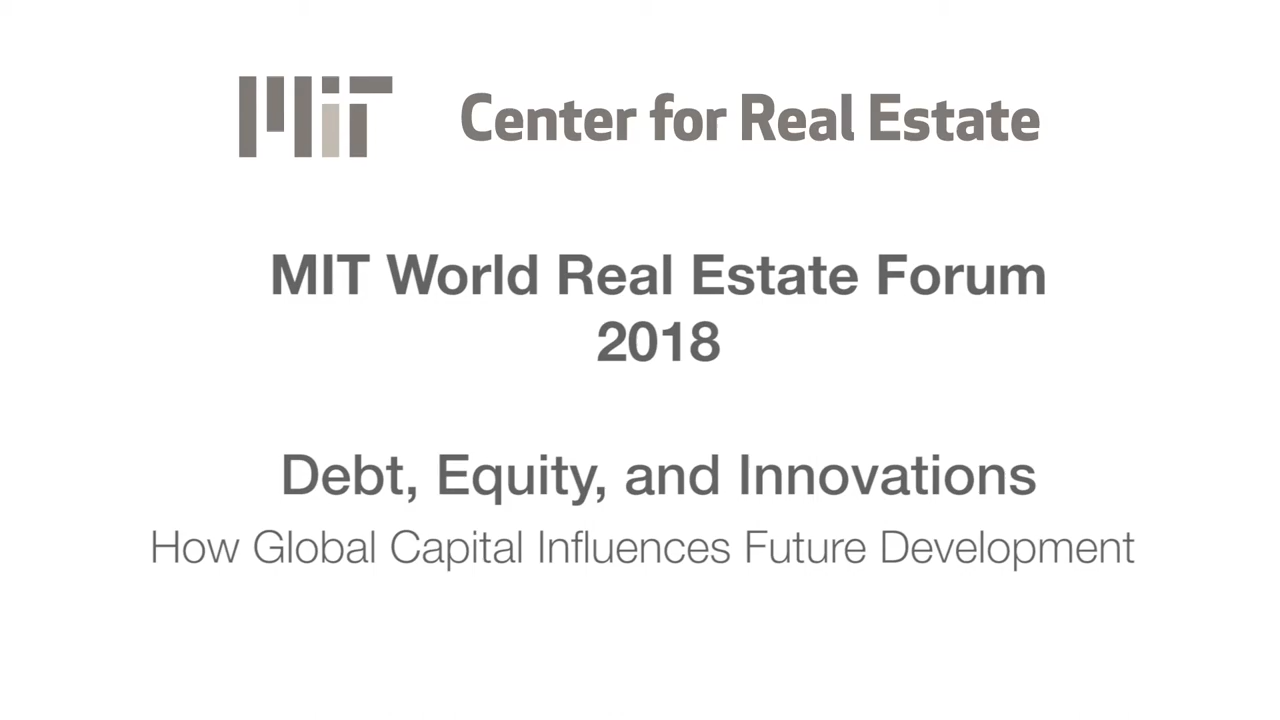 MIT Center for Real Estate
MIT World Real Estate Forum
2018
Debt, Equity, and Innovations
How Global Capital Influences Future Development